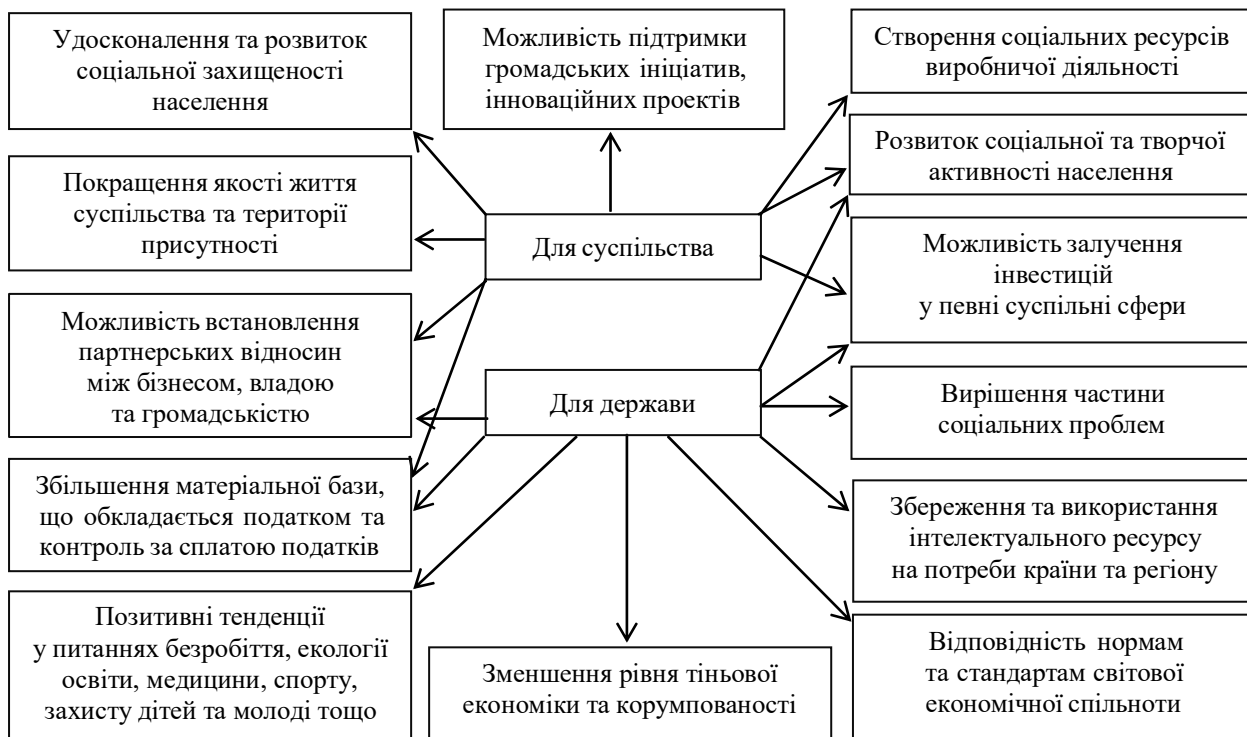 Удосконалення та розвиток
соціальної захищеності
населення
Можливість підтримки
громадських ініціатив,
інноваційних проектів
Створення соціальних ресурсів
виробничої діяльності
Покращення якості життя
суспільства та території
присутності
Розвиток соціальної та творчої
активності населення
Для суспільства
Можливість залучення
інвестицій
у певні суспільні сфери
Можливість встановлення
партнерських відносин
між бізнесом, владою
та громадськістю
Для держави
Вирішення частини
соціальних проблем
Збільшення матеріальної бази,
що обкладається податком та
контроль за сплатою податків
Збереження та використання
інтелектуального ресурсу
на потреби країни та регіону
Позитивні тенденції
у питаннях безробіття, екології
освіти, медицини, спорту,
захисту дітей та молоді тощо
Зменшення рівня тіньової
економіки та корумпованості
Відповідність нормам
та стандартам світової
економічної спільноти